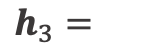 h₃ =